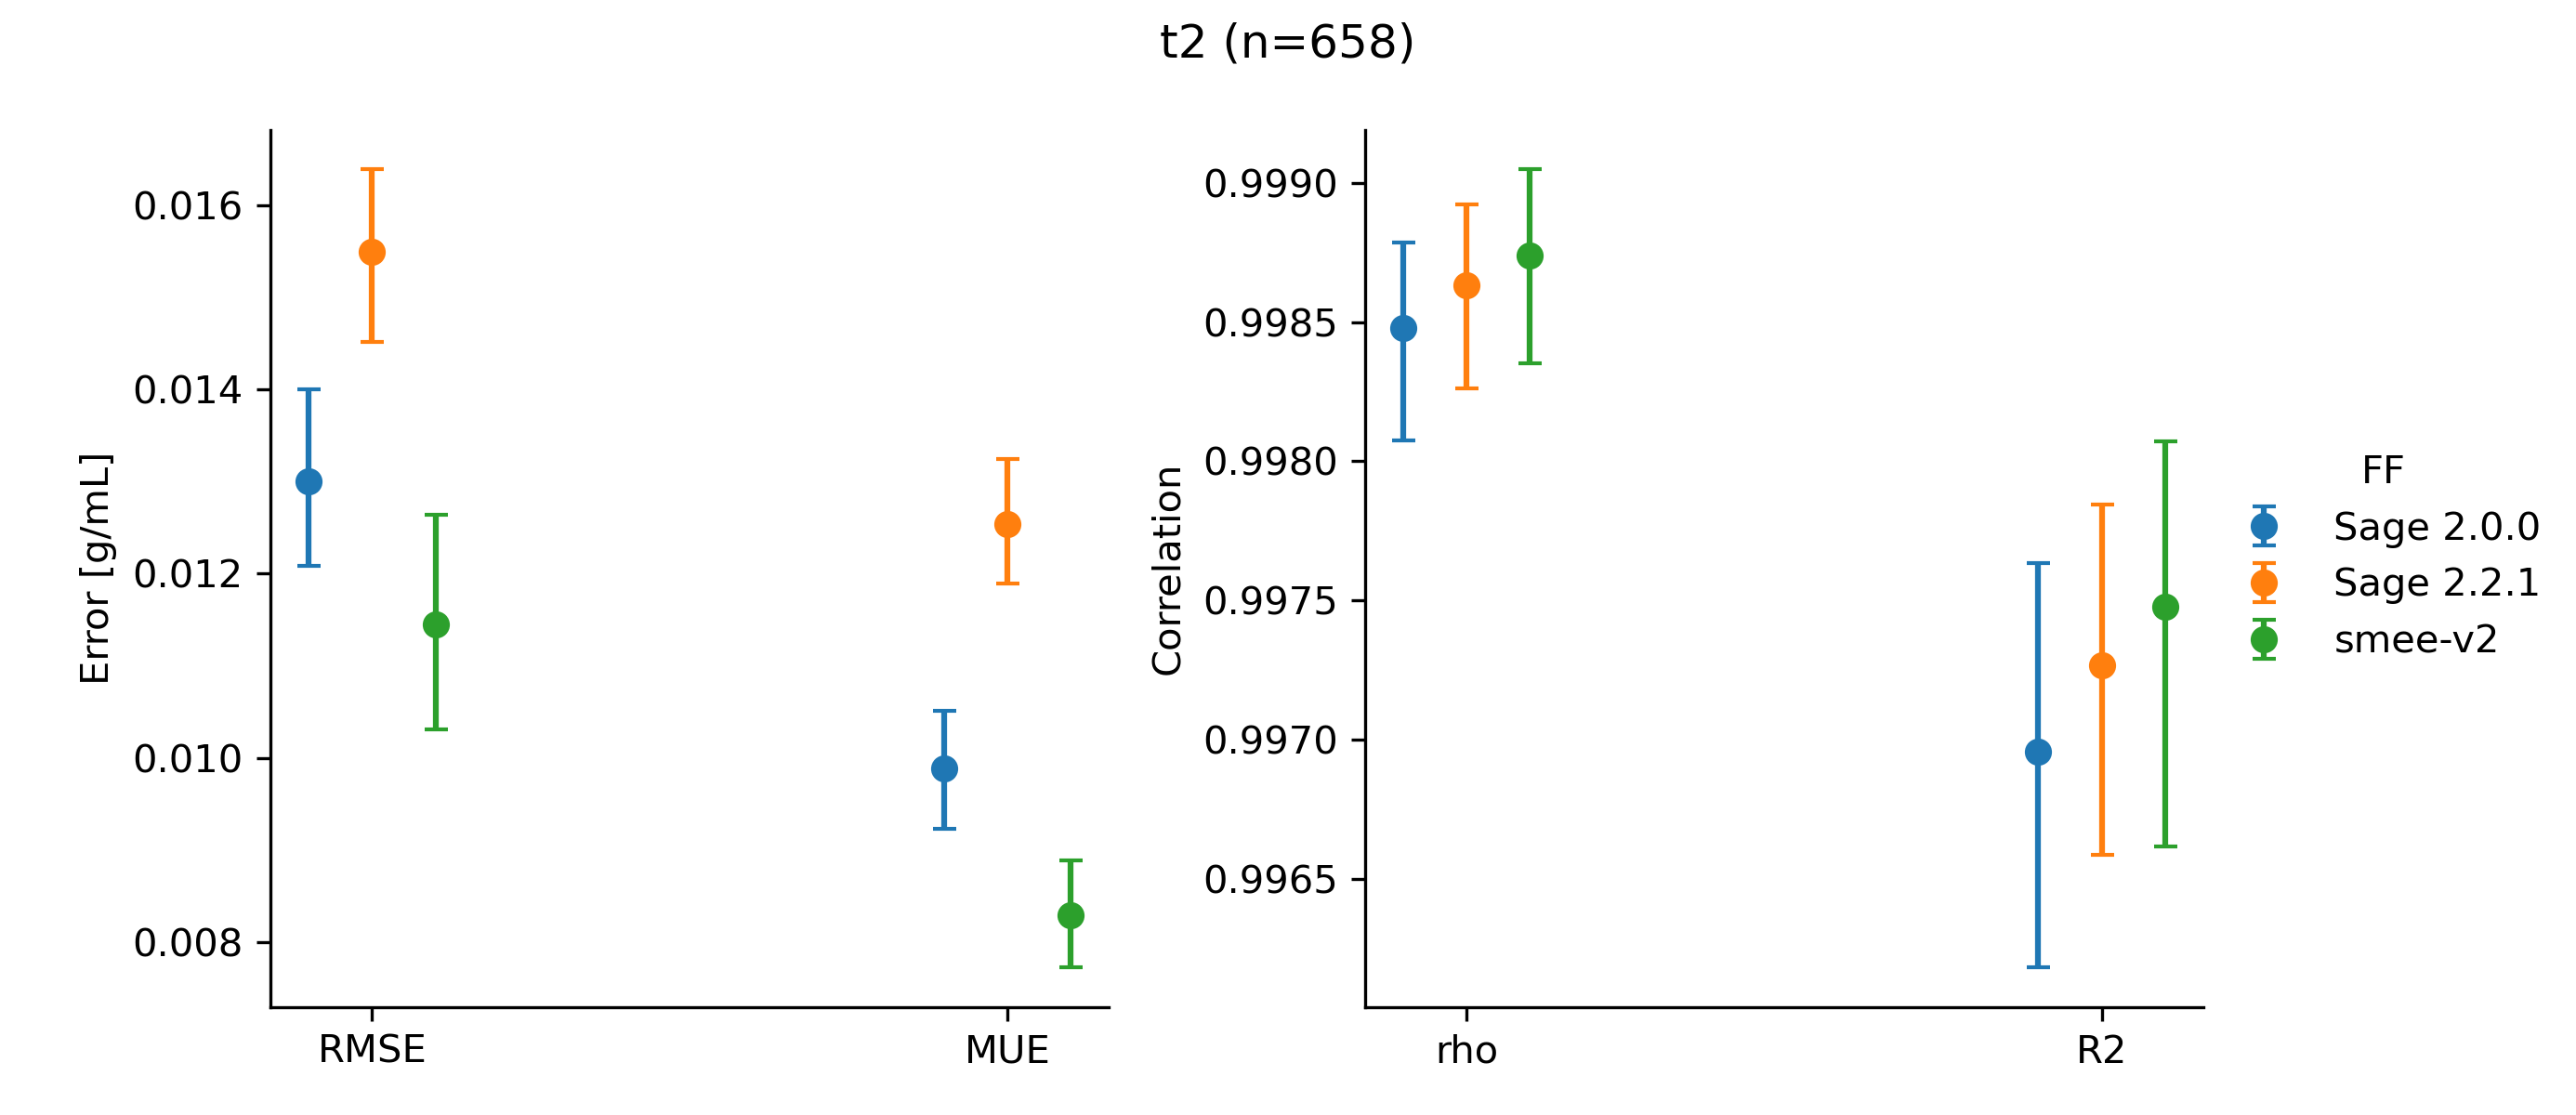 t2 (n=658)
Error [g/mL]
0.016
0.014
0.012
0.010
0.008
RMSE
MUE
Correlation
0.9990
0.9985
0.9980
0.9975
0.9970
0.9965
rho
R2
FF
Sage 2.0.0
Sage 2.2.1
smee-v2